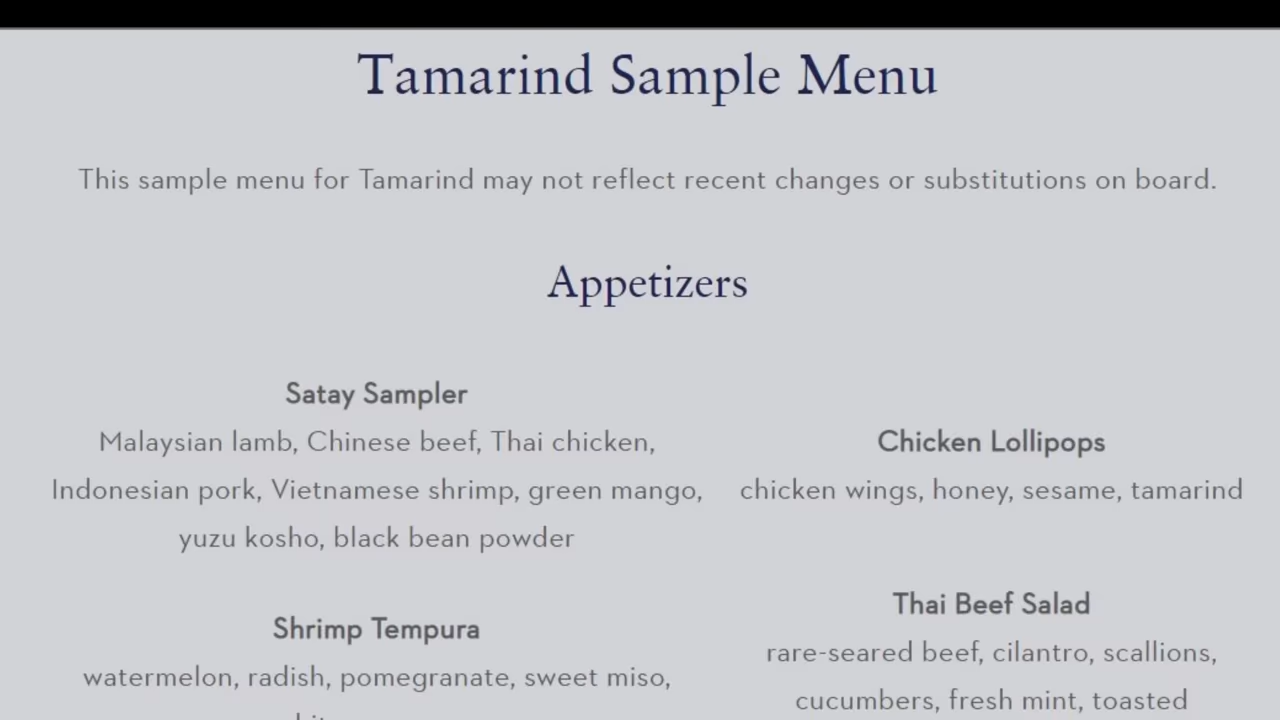 Tamarind Sample Menu
This sample menu for Tamarind may not reflect recent changes or substitutions on board.
Appetizers
Satay Sampler
Malaysian lamb, Chinese beef, Thai chicken,
Indonesian pork, Vietnamese shrimp, green mango,
yuzu kosho, black bean powder
Shrimp Tempura
watermelon, radish, pomegranate, sweet miso,
Chicken Lollipops
chicken wings, honey, sesame, tamarind
Thai Beef Salad
rare-seared beef, cilantro, scallions,
cucumbers, fresh mint, toasted